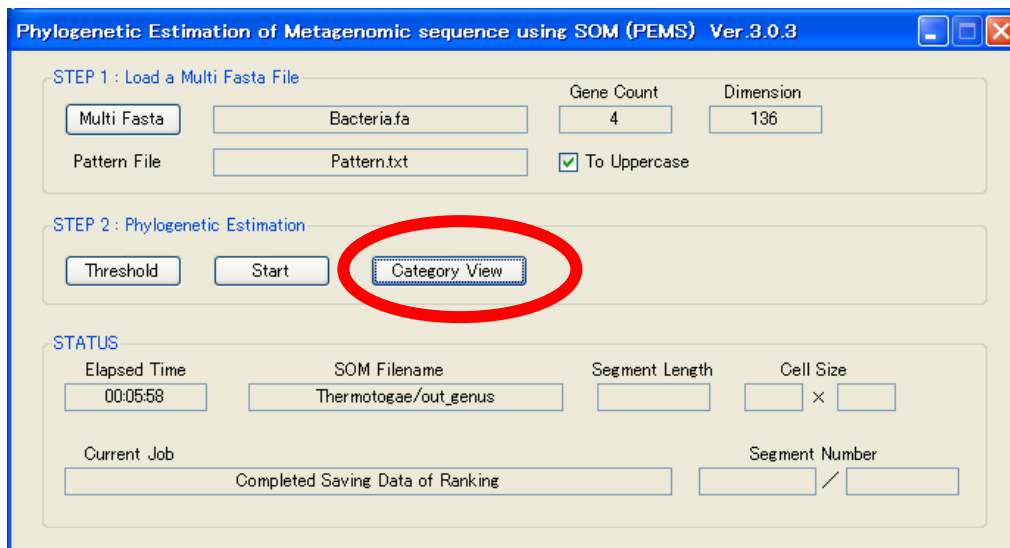 Phylogenetic Estimation of Metagenomic sequence using SOM (PEMS) Ver.3.0.3
STEP 1 : Load a Multi Fasta File
Gene Count Dimension
Multi Fasta Bacteria.fa 4 136
Pattern File Pattern.txt To Uppercase
STEP 2 : Phylogenetic Estimation
Threshold Start Category View
STATUS
Elapsed Time SOM Filename Segment Length Cell Size
00:05:58 Thermotogae/out_genus ×
Current Job Segment Number
Completed Saving Data of Ranking ／